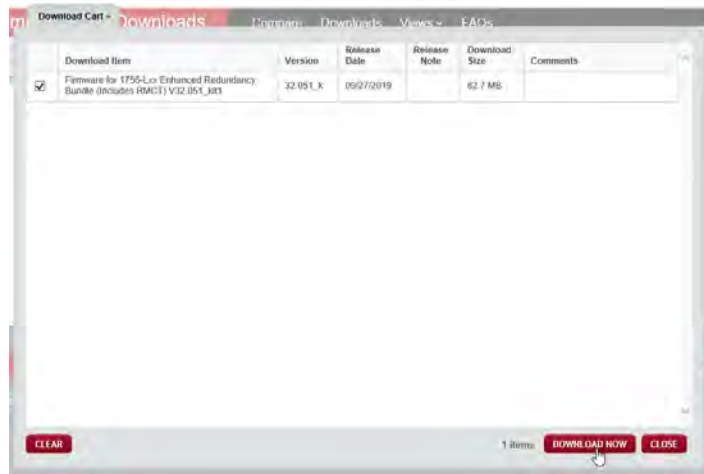 Download Cart
Downloads Compare Downloads Views FAQs
Download Item Version Release Date Release Note Download Size Comments
Firmware for 1756-Lxx Enhanced Redundancy 32.051_k 09/27/2019 62.7 MB
Bundle (Includes RMCT) V32.051_kit1
CLEAR 1 items DOWNLOAD NOW CLOSE